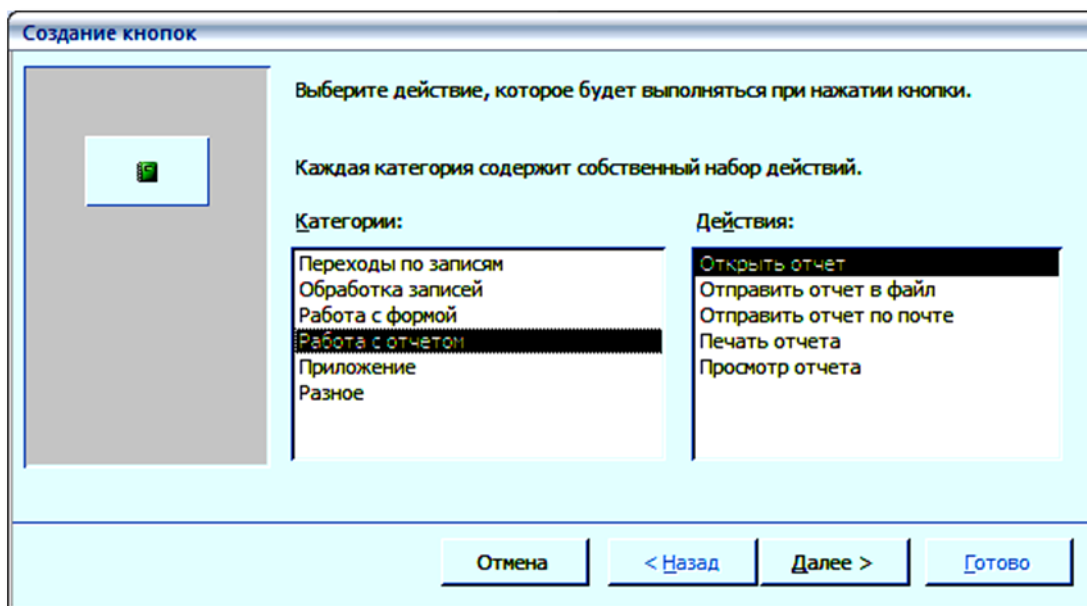 Создание кнопок
Выберите действие, которое будет выполняться при нажатии кнопки.
Каждая категория содержит собственный набор действий.
Категории:
Переходы по записям
Обработка записей
Работа с формой
Работа с отчетом
Приложение
Разное
Действия:
Открыть отчет
Отправить отчет в файл
Отправить отчет по почте
Печать отчета
Просмотр отчета
Отмена
< Назад
Далее >
Готово